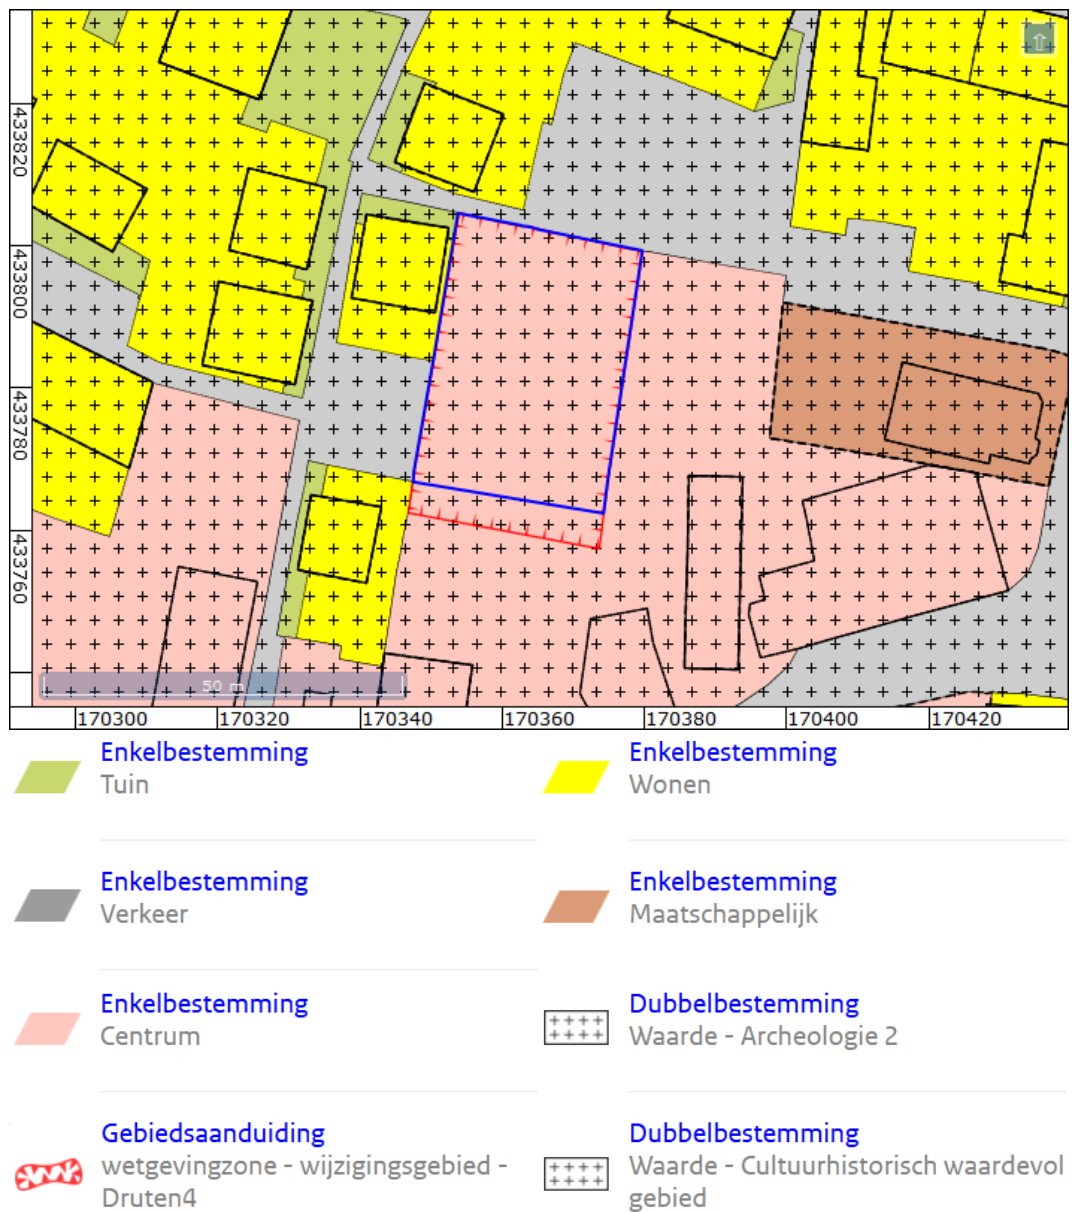 433820
433800
433780
433760
50 m
170300 170320 170340 170360 170380 170400 170420
Enkelbestemming
Tuin
Enkelbestemming
Wonen
Enkelbestemming
Verkeer
Enkelbestemming
Maatschappelijk
Enkelbestemming
Centrum
Dubbelbestemming
Waarde - Archeologie 2
Gebiedsaanduiding
wetgevingzone - wijzigingsgebied -
Druten4
Dubbelbestemming
Waarde - Cultuurhistorisch waardevol
gebied